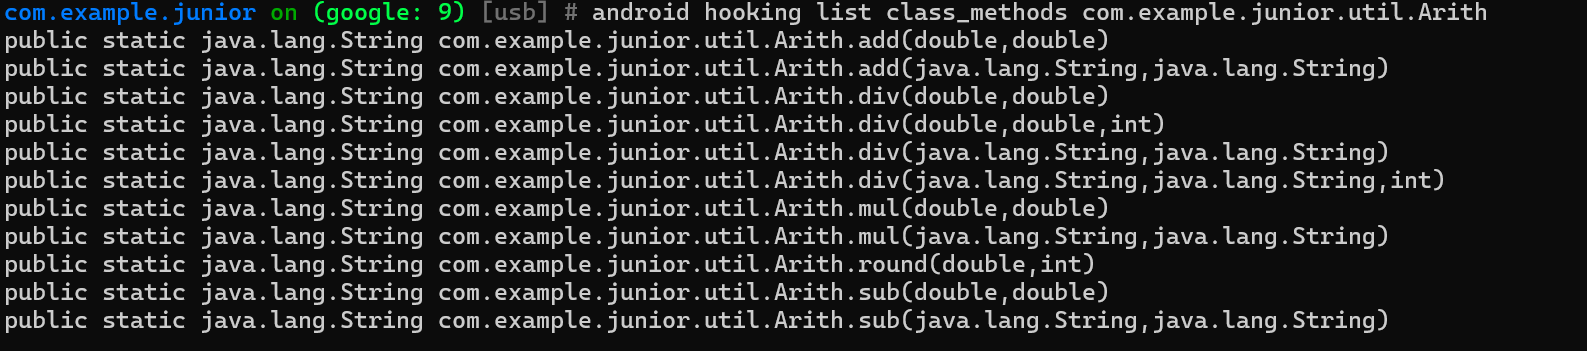 com.example.junior on (google: 9) [usb] # android hooking list class_methods com.example.junior.util.Arith
public static java.lang.String com.example.junior.util.Arith.add(double,double)
public static java.lang.String com.example.junior.util.Arith.add(java.lang.String,java.lang.String)
public static java.lang.String com.example.junior.util.Arith.div(double,double)
public static java.lang.String com.example.junior.util.Arith.div(double,double,int)
public static java.lang.String com.example.junior.util.Arith.div(java.lang.String,java.lang.String)
public static java.lang.String com.example.junior.util.Arith.div(java.lang.String,java.lang.String,int)
public static java.lang.String com.example.junior.util.Arith.mul(double,double)
public static java.lang.String com.example.junior.util.Arith.mul(java.lang.String,java.lang.String)
public static java.lang.String com.example.junior.util.Arith.round(double,int)
public static java.lang.String com.example.junior.util.Arith.sub(double,double)
public static java.lang.String com.example.junior.util.Arith.sub(java.lang.String,java.lang.String)